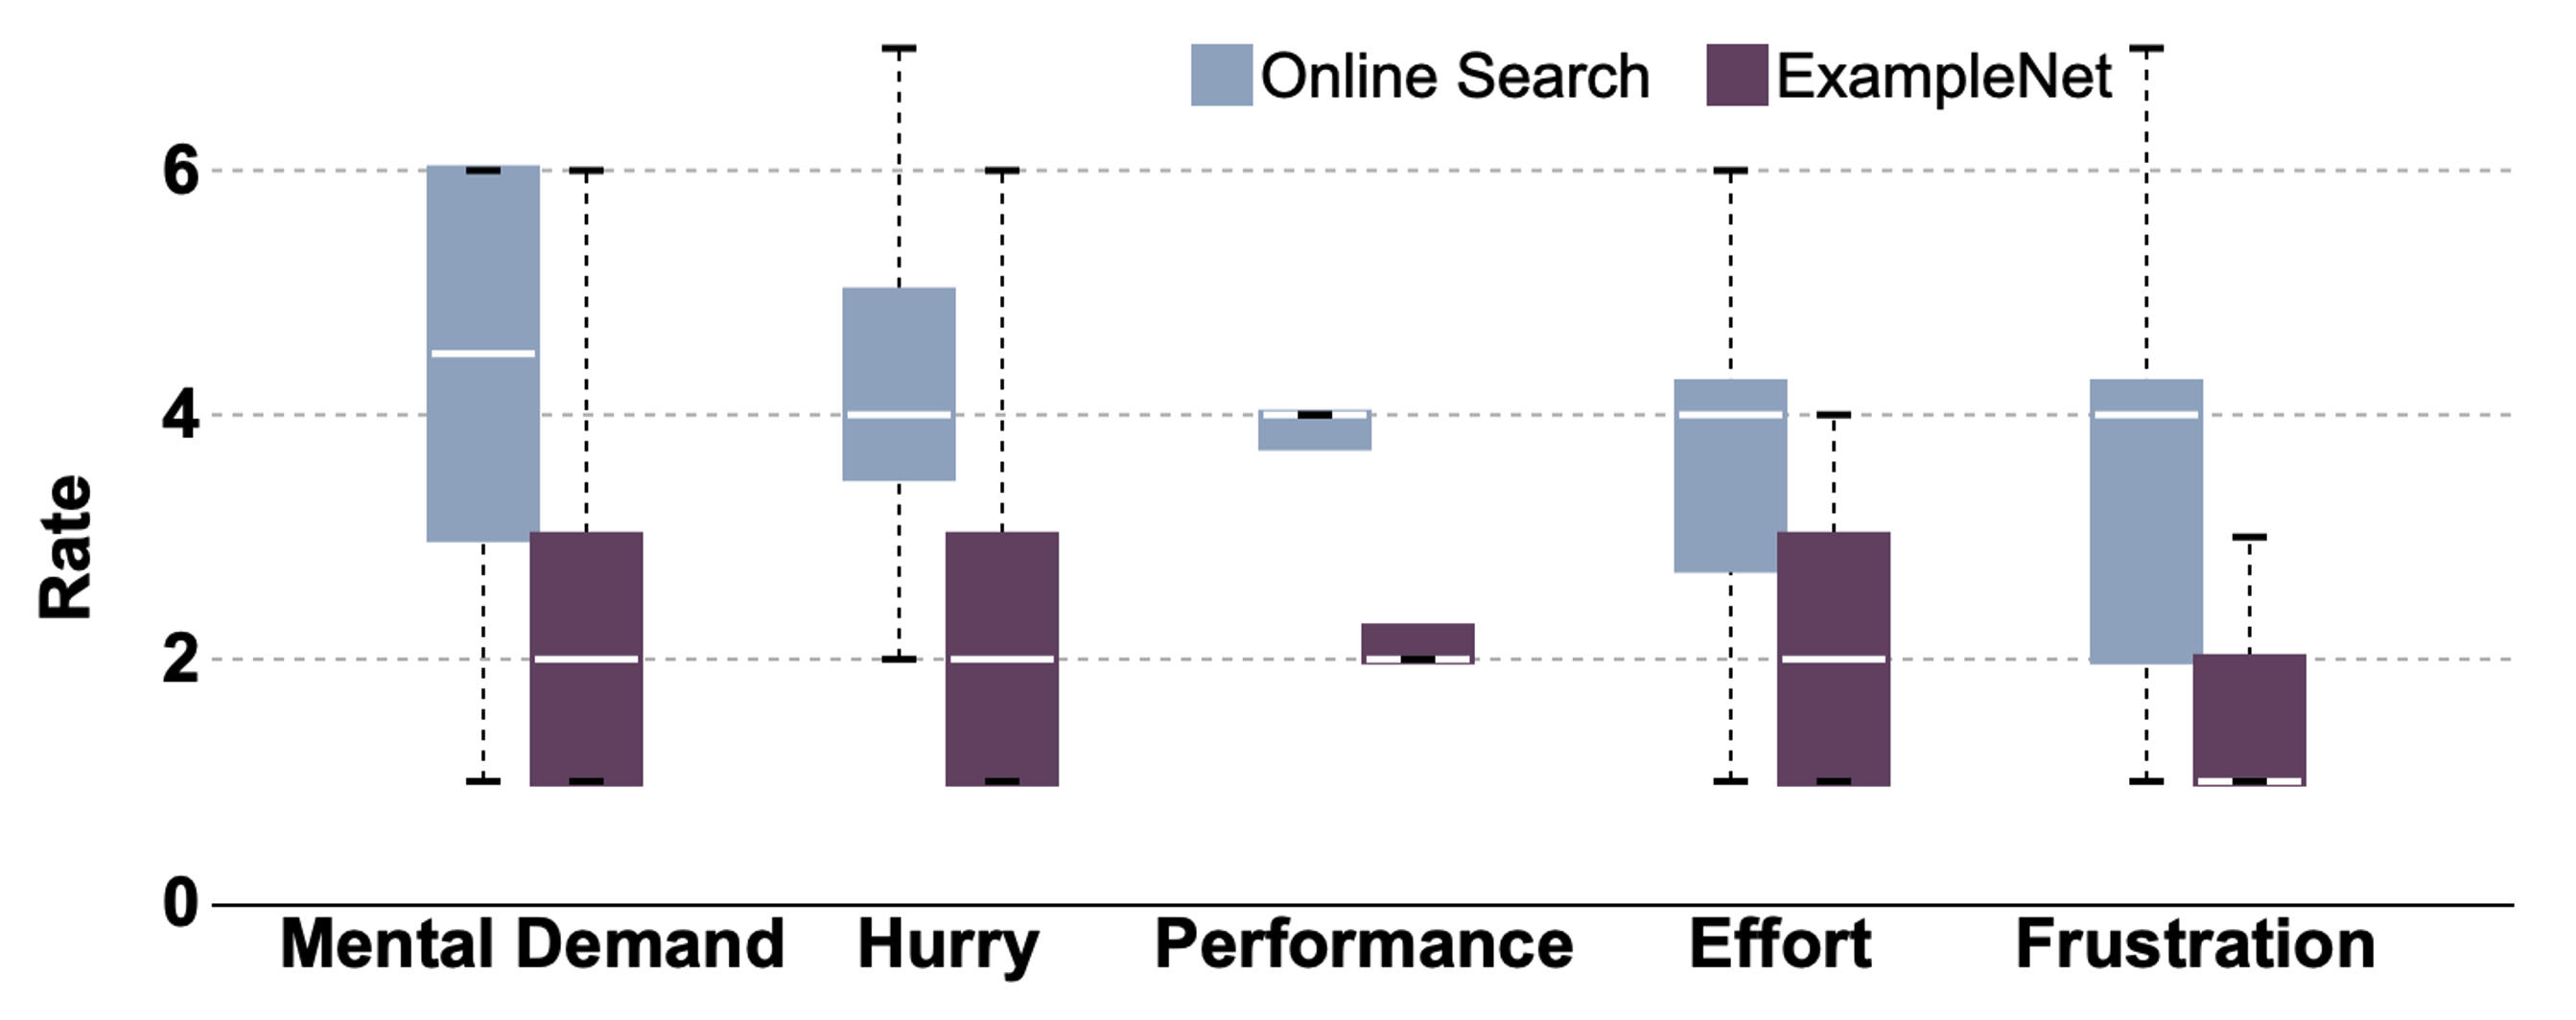 Online Search
ExampleNet
6
4
2
0
Rate
Mental Demand
Hurry
Performance
Effort
Frustration